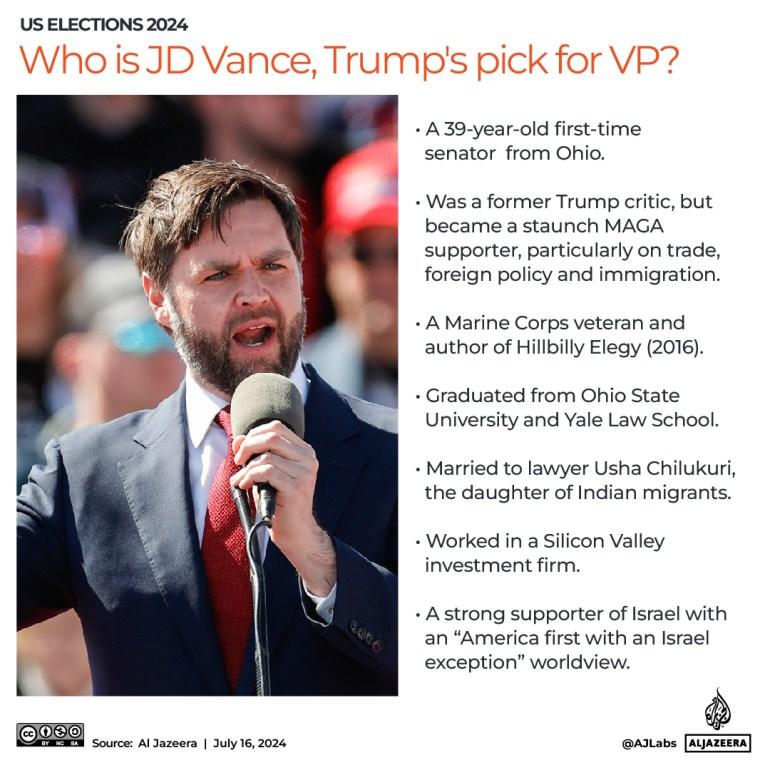 US ELECTIONS 2024
Who is JD Vance, Trump's pick for VP?
• A 39-year-old first-time
senator from Ohio.
• Was a former Trump critic, but
became a staunch MAGA
supporter, particularly on trade,
foreign policy and immigration.
• A Marine Corps veteran and
author of Hillbilly Elegy (2016).
• Graduated from Ohio State
University and Yale Law School.
• Married to lawyer Usha Chilukuri,
the daughter of Indian migrants.
• Worked in a Silicon Valley
investment firm.
• A strong supporter of Israel with
an “America first with an Israel
exception” worldview.
cc BY NC SA Source: Al Jazeera | July 16, 2024
@AJLabs ALJAZEERA